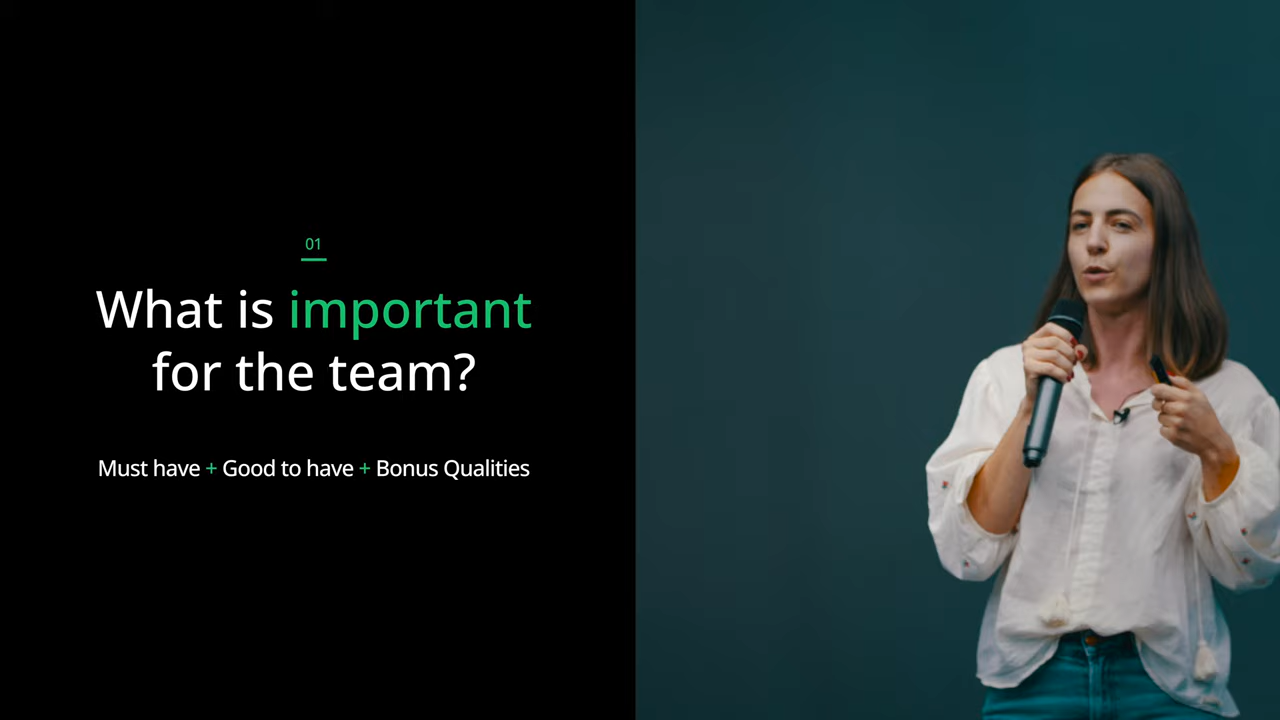 01
What is important
for the team?
Must have + Good to have + Bonus Qualities